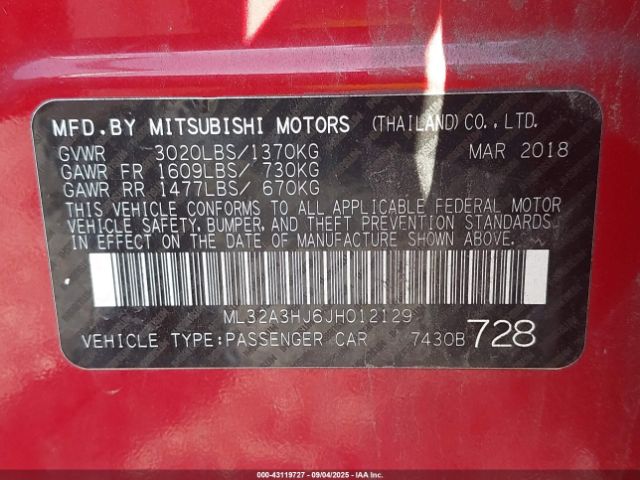 MFD.BY MITSUBISHI MOTORS (THAILAND)CO.,LTD.
GVWR 3020LBS/1370KG MAR 2018
GAWR FR 1609LBS/ 730KG
GAWR RR 1477LBS/ 670KG
THIS VEHICLE CONFORMS TO ALL APPLICABLE FEDERAL MOTOR
VEHICLE SAFETY, BUMPER, AND THEFT PREVENTION STANDARDS
IN EFFECT ON THE DATE OF MANUFACTURE SHOWN ABOVE.
ML32A3HJ6JH012129
VEHICLE TYPE:PASSENGER CAR 7430B 728
000-43119727 - 09/04/2025 - IAAI.COM